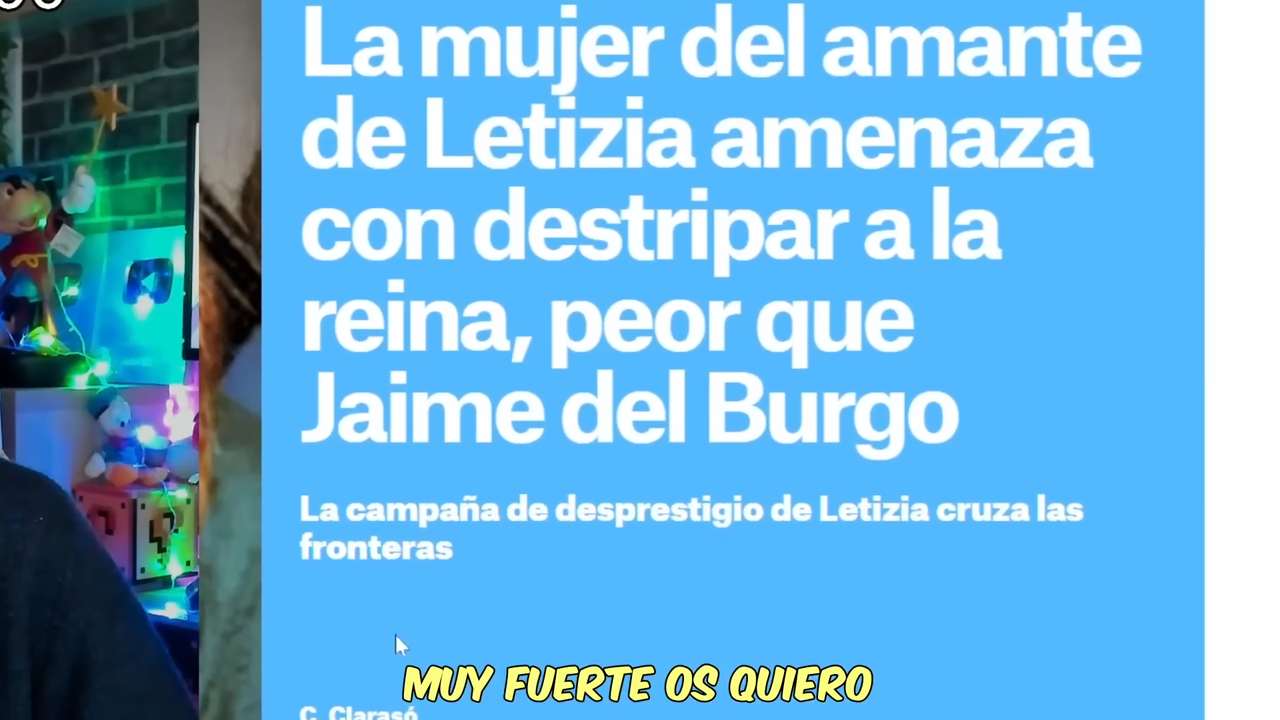 La mujer del amante
de Letizia amenaza
con destripar a la
reina, peor que
Jaime del Burgo
La campaña de desprestigio de Letizia cruza las
fronteras
MUY FUERTE OS QUIERO
C. Clarasó